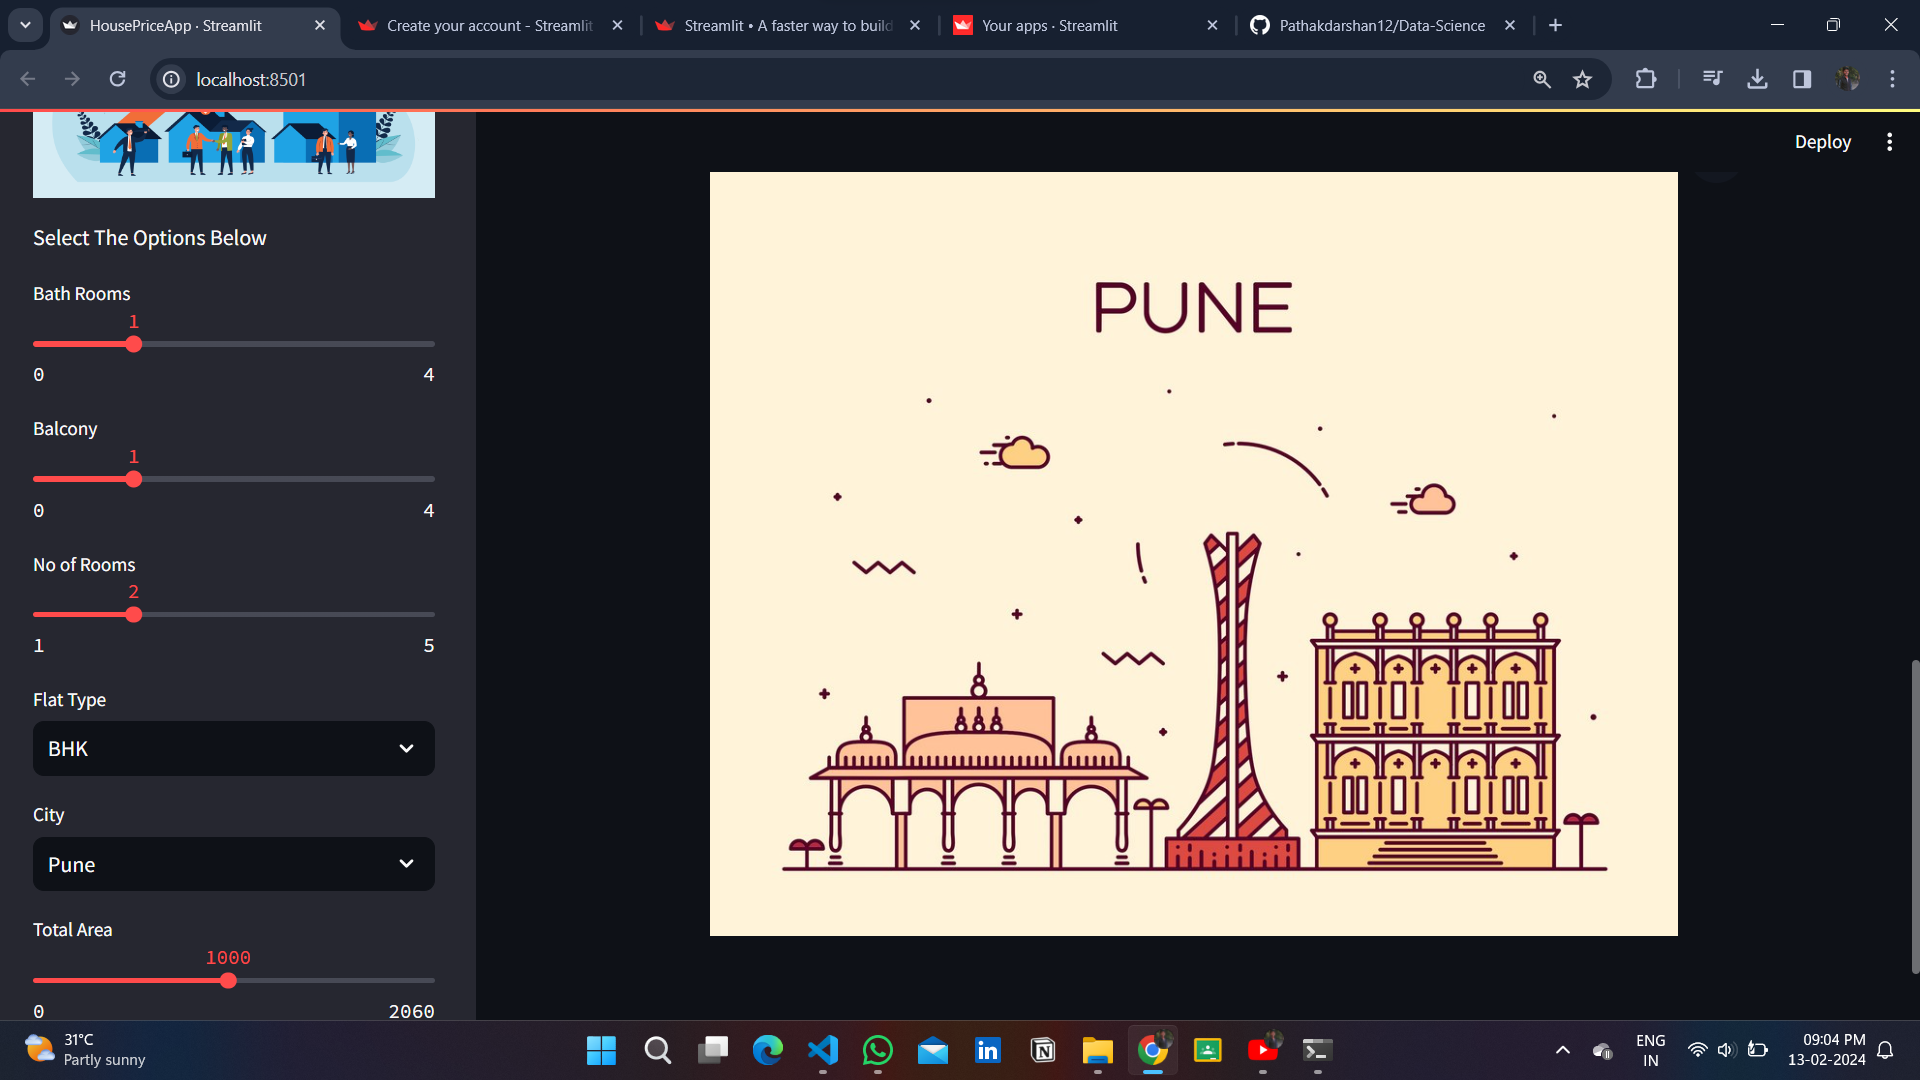 HousePriceApp · Streamlit
Create your account - Streamlit
Streamlit • A faster way to build
Your apps · Streamlit
Pathakdarshan12/Data-Science
localhost:8501
Deploy
Select The Options Below
Bath Rooms
1
0 4
Balcony
1
0 4
No of Rooms
2
1 5
Flat Type
BHK
City
Pune
Total Area
1000
0 2060
PUNE
31°C
Partly sunny
ENG
IN
09:04 PM
13-02-2024